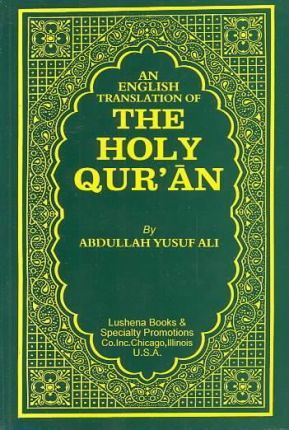 AN
ENGLISH
TRANSLATION OF
THE
HOLY
QUR'ĀN
By
ABDULLAH YUSUF ALI
Lushena Books &
Specialty Promotions
Co.Inc.Chicago,Illinois
U.S.A.